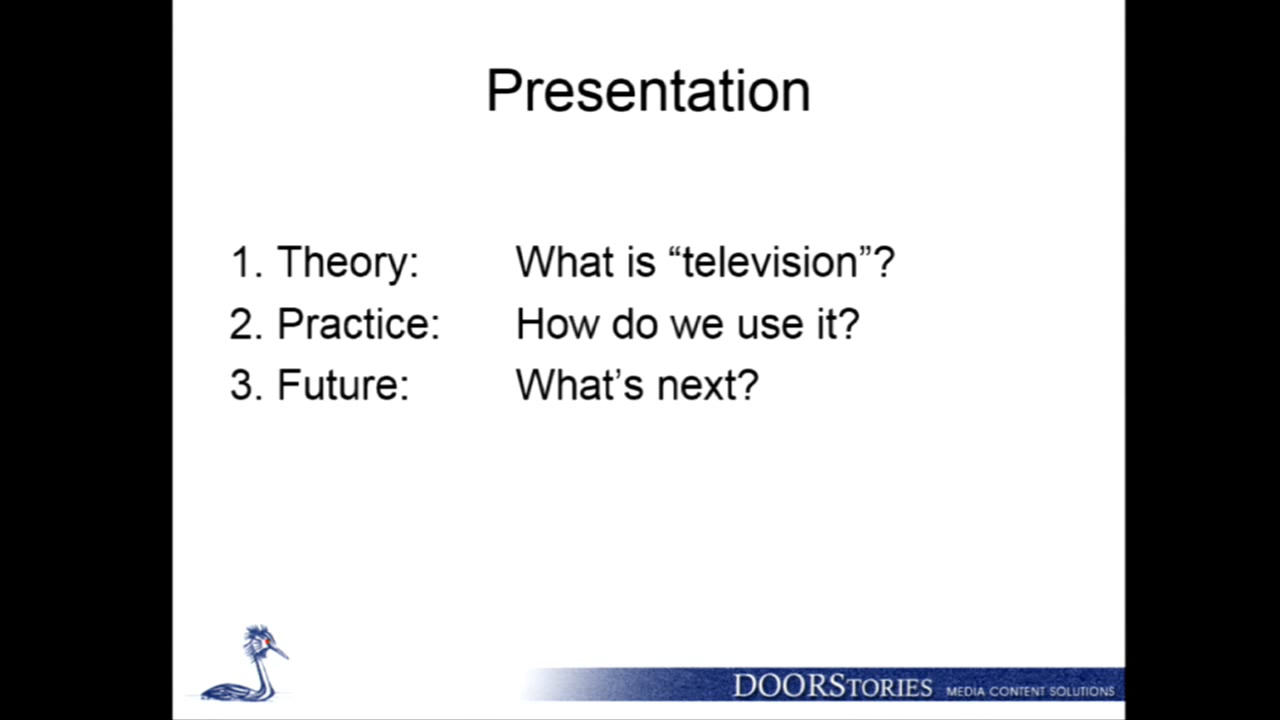 Presentation
1. Theory: What is “television”?
2. Practice: How do we use it?
3. Future: What’s next?
DOORSTORIES MEDIA CONTENT SOLUTIONS